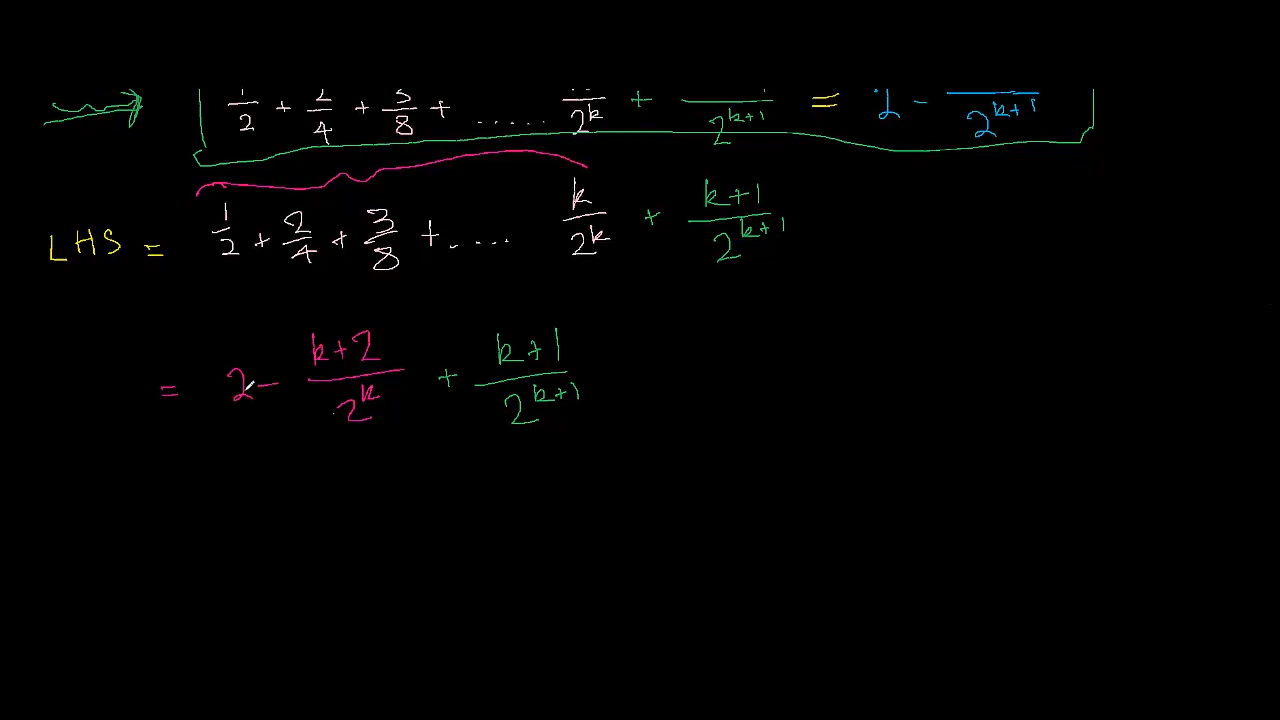 1/2 + 2/4 + 3/8 + ..... /2^k + /2^{k+1} = 2 - /2^{k+1}
LHS = 1/2 + 2/4 + 3/8 + .... k/2^k + (k+1)/2^{k+1}
= 2 - (k+2)/2^k + (k+1)/2^{k+1}